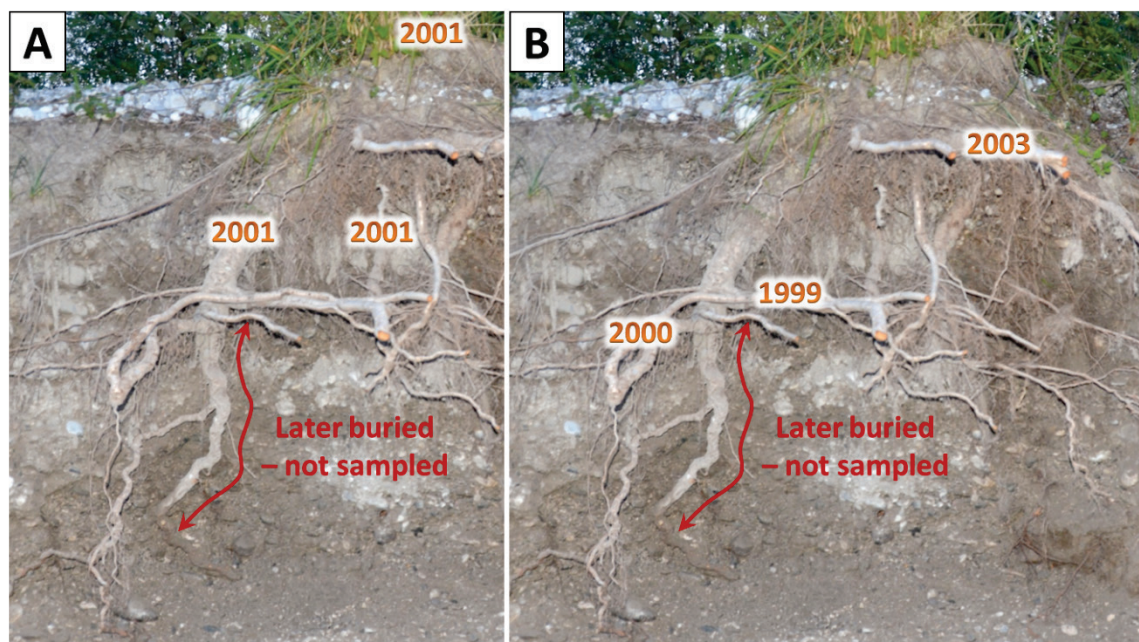 A
2001
2001
2001
Later buried
– not sampled
B
2003
1999
2000
Later buried
– not sampled